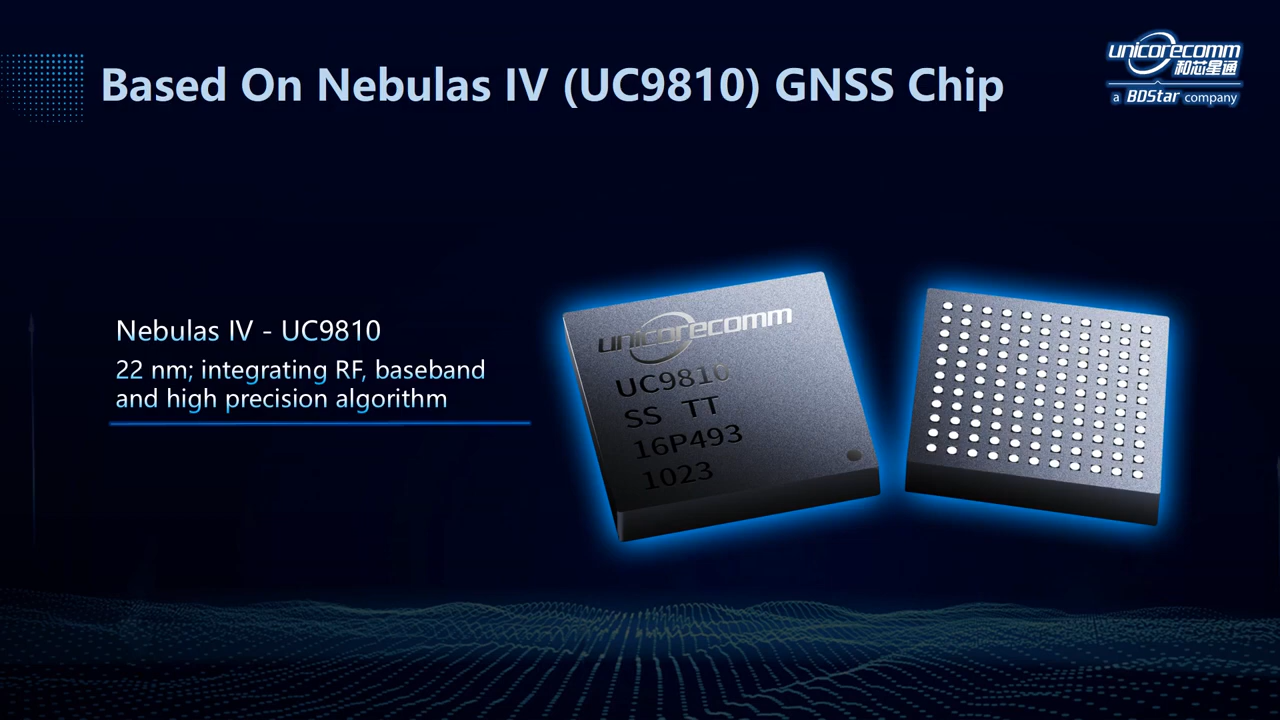 Based On Nebulas IV (UC9810) GNSS Chip
unicorecomm
和芯星通
a BDStar company
Nebulas IV - UC9810
22 nm; integrating RF, baseband
and high precision algorithm
unicorecomm
UC9810
SS TT
16P493
1023